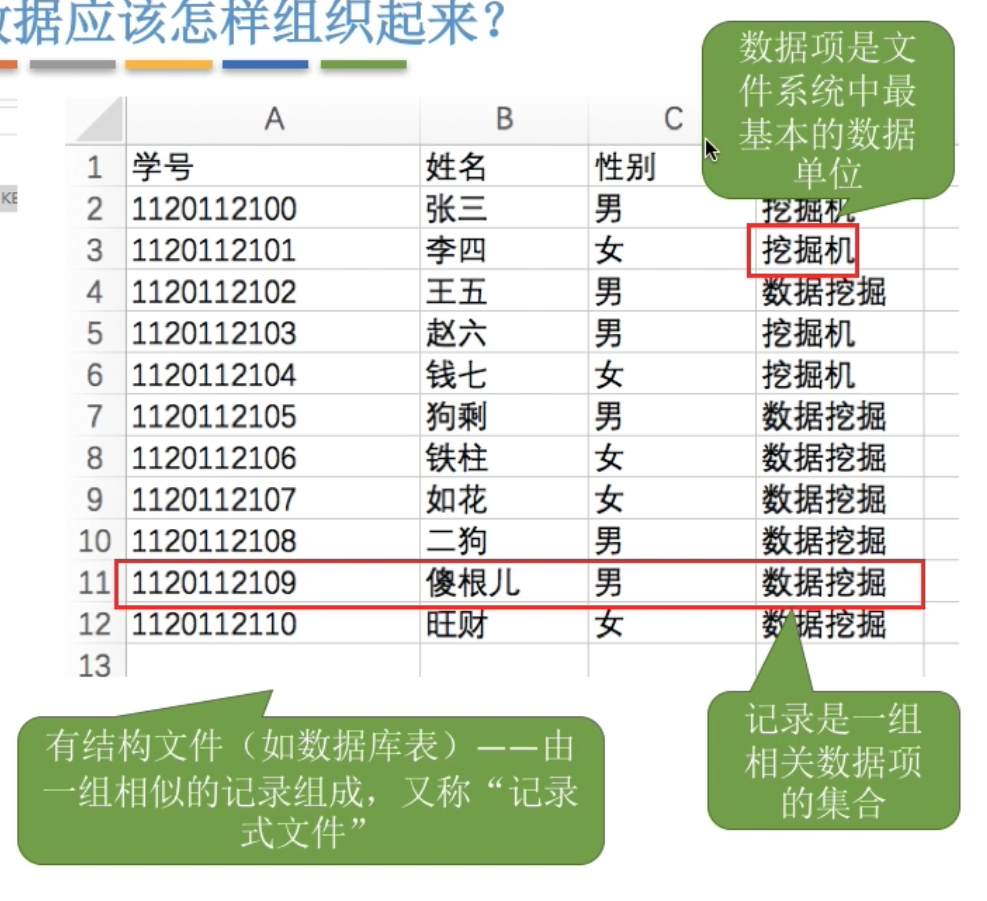 据应该怎样组织起来?
数据项是文
件系统中最
基本的数据
单位
A B C
1 学号 姓名 性别
2 1120112100 张三 男 挖掘机
3 1120112101 李四 女 挖掘机
4 1120112102 王五 男 数据挖掘
5 1120112103 赵六 男 挖掘机
6 1120112104 钱七 女 挖掘机
7 1120112105 狗剩 男 数据挖掘
8 1120112106 铁柱 女 数据挖掘
9 1120112107 如花 女 数据挖掘
10 1120112108 二狗 男 数据挖掘
11 1120112109 傻根儿 男 数据挖掘
12 1120112110 旺财 女 数据挖掘
13
有结构文件（如数据库表）——由
一组相似的记录组成，又称“记录
式文件”
记录是一组
相关数据项
的集合